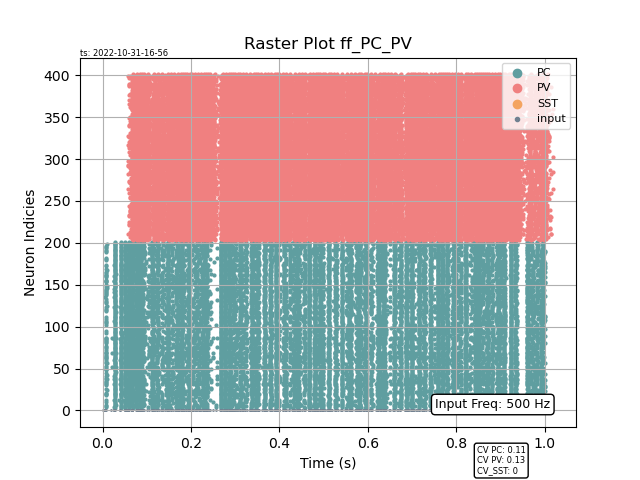 Raster Plot ff_PC_PV
ts: 2022-10-31-16-56
PC
PV
SST
input
Neuron Indicies
400
350
300
250
200
150
100
50
0
Input Freq: 500 Hz
0.0 0.2 0.4 0.6 0.8 1.0
Time (s)
CV PC: 0.11
CV PV: 0.13
CV_SST: 0